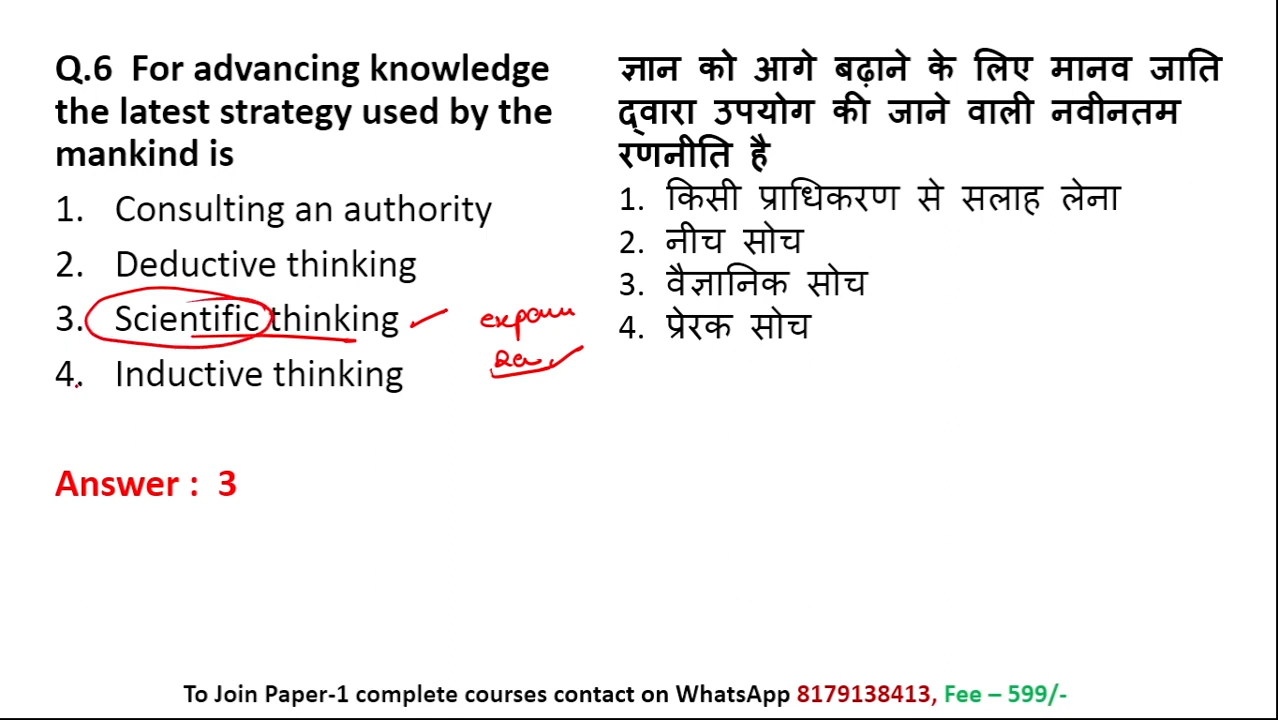 Q.6 For advancing knowledge
the latest strategy used by the
mankind is
1. Consulting an authority
2. Deductive thinking
3. Scientific thinking
4. Inductive thinking
Answer : 3
ज्ञान को आगे बढ़ाने के लिए मानव जाति
द्वारा उपयोग की जाने वाली नवीनतम
रणनीति है
1. किसी प्राधिकरण से सलाह लेना
2. नीच सोच
3. वैज्ञानिक सोच
4. प्रेरक सोच
To Join Paper-1 complete courses contact on WhatsApp 8179138413, Fee – 599/-